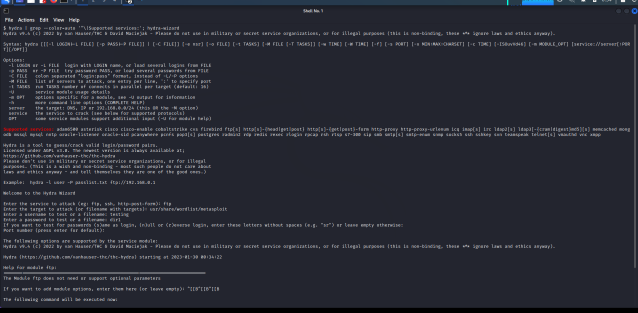 Shell No. 1
File Actions Edit View Help
$ hydra | grep --color=auto '^\|Supported services:'; hydra-wizard
Hydra v9.4 (c) 2022 by van Hauser/THC & David Maciejak - Please do not use in military or secret service organizations, or for illegal purposes (this is non-binding, these *** ignore laws and ethics anyway).
Syntax: hydra [[[-l LOGIN|-L FILE] [-p PASS|-P FILE]] | [-C FILE]] [-e nsr] [-o FILE] [-t TASKS] [-M FILE [-T TASKS]] [-w TIME] [-W TIME] [-f] [-s PORT] [-x MIN:MAX:CHARSET] [-c TIME] [-ISOuvVd46] [-m MODULE_OPT] [service://server[:PORT][/OPT]]
Options:
-l LOGIN or -L FILE login with LOGIN name, or load several logins from FILE
-p PASS or -P FILE try password PASS, or load several passwords from FILE
-C FILE colon separated "login:pass" format, instead of -L/-P options
-M FILE list of servers to attack, one entry per line, ':' to specify port
-t TASKS run TASKS number of connects in parallel per target (default: 16)
-U service module usage details
-m OPT options specific for a module, see -U output for information
-h more command line options (COMPLETE HELP)
server the target: DNS, IP or 192.168.0.0/24 (this OR the -M option)
service the service to crack (see below for supported protocols)
OPT some service modules support additional input (-U for module help)
Supported services: adam6500 asterisk cisco cisco-enable cobaltstrike cvs firebird ftp[s] http[s]-{head|get|post} http[s]-{get|post}-form http-proxy http-proxy-urlenum icq imap[s] irc ldap2[s] ldap3[-{cram|digest}md5][s] memcached mongodb mssql mysql nntp oracle-listener oracle-sid pcanywhere pcnfs pop3[s] postgres radmin2 rdp redis rexec rlogin rpcap rsh rtsp s7-300 sip smb smtp[s] smtp-enum snmp socks5 ssh sshkey svn teamspeak telnet[s] vmauthd vnc xmpp
Hydra is a tool to guess/crack valid login/password pairs.
Licensed under AGPL v3.0. The newest version is always available at;
https://github.com/vanhauser-thc/thc-hydra
Please don't use in military or secret service organizations, or for illegal
purposes. (This is a wish and non-binding - most such people do not care about
laws and ethics anyway - and tell themselves they are one of the good ones.)
Example: hydra -l user -P passlist.txt ftp://192.168.0.1
Welcome to the Hydra Wizard
Enter the service to attack (eg: ftp, ssh, http-post-form): ftp
Enter the target to attack (or filename with targets): usr/share/wordlist/metasploit
Enter a username to test or a filename: testing
Enter a password to test or a filename: dir1
If you want to test for passwords (s)ame as login, (n)ull or (r)everse login, enter these letters without spaces (e.g. "sr") or leave empty otherwise:
Port number (press enter for default):
The following options are supported by the service module:
Hydra v9.4 (c) 2022 by van Hauser/THC & David Maciejak - Please do not use in military or secret service organizations, or for illegal purposes (this is non-binding, these *** ignore laws and ethics anyway).
Hydra (https://github.com/vanhauser-thc/thc-hydra) starting at 2023-01-30 00:34:22
Help for module ftp:
The Module ftp does not need or support optional parameters
If you want to add module options, enter them here (or leave empty):
The following command will be executed now: